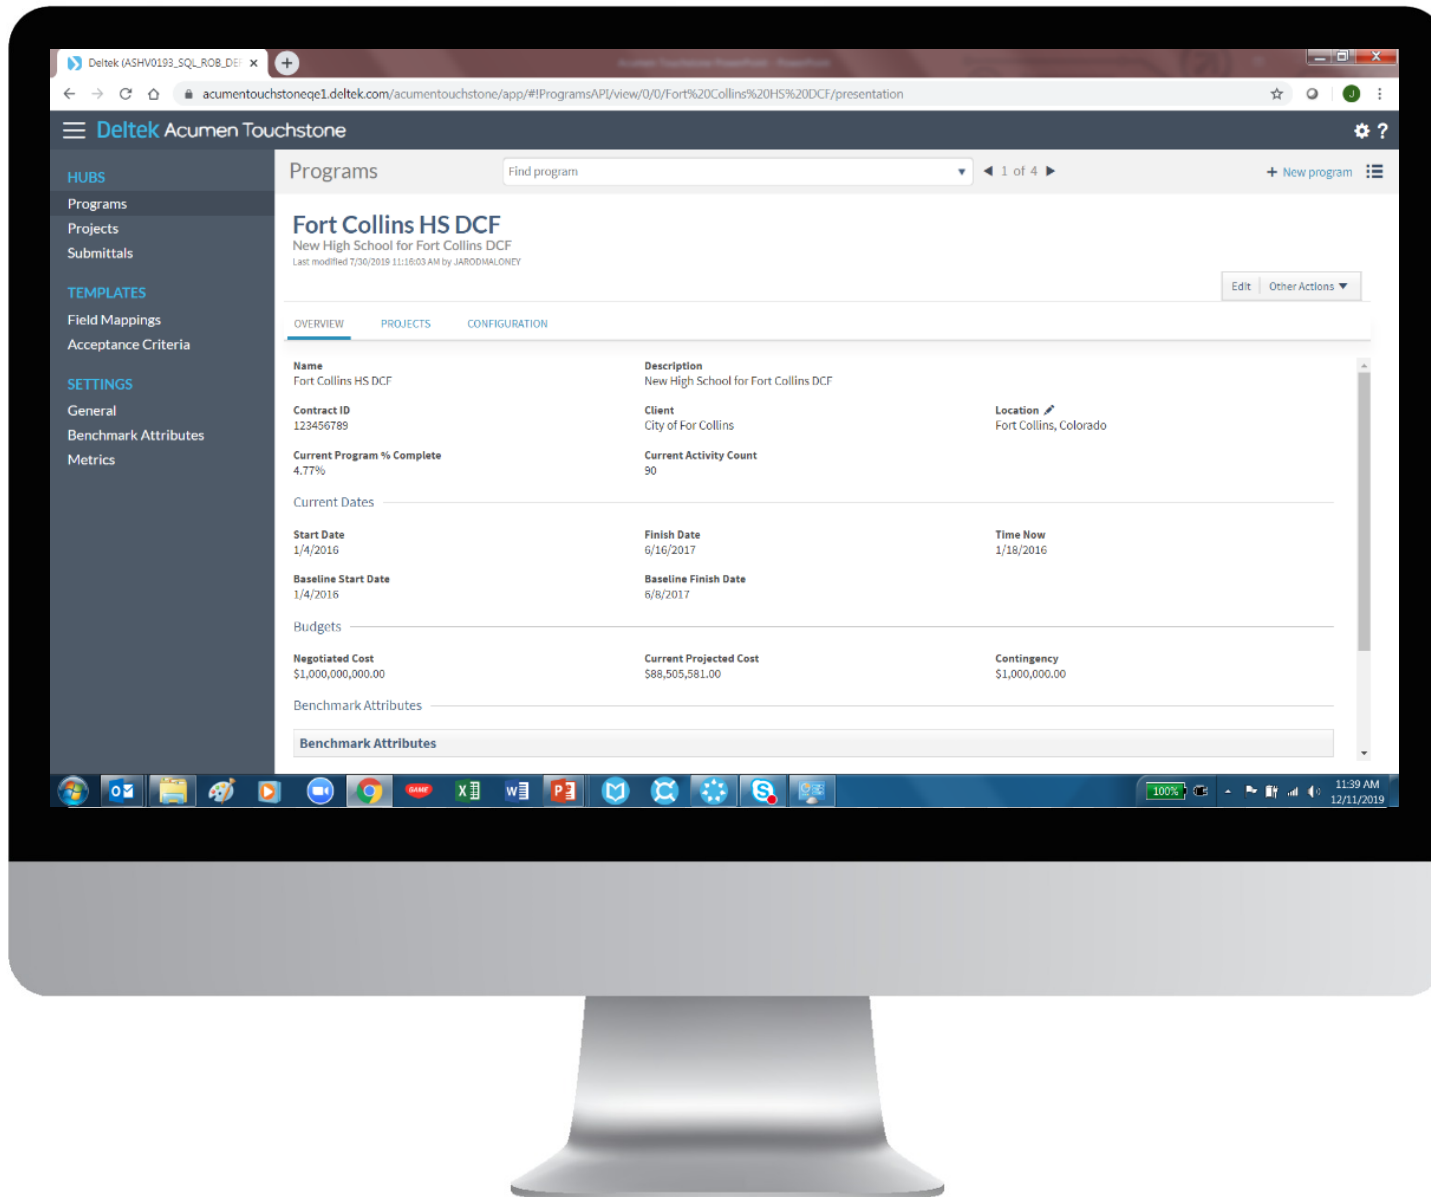 Deltek (ASHV0193_SQL_ROB_DEF
acumentouchstoneqe1.deltek.com/acumentouchstone/app/#!ProgramsAPI/view/0/0/Fort%20Collins%20HS%20DCF/presentation
J
Deltek Acumen Touchstone
?
HUBS
Programs
Projects
Submittals
TEMPLATES
Field Mappings
Acceptance Criteria
SETTINGS
General
Benchmark Attributes
Metrics
Programs
Find program
1 of 4
+ New program
Fort Collins HS DCF
New High School for Fort Collins DCF
Last modified 7/30/2019 11:16:03 AM by JARODMALONEY
Edit Other Actions
OVERVIEW PROJECTS CONFIGURATION
Name Description
Fort Collins HS DCF New High School for Fort Collins DCF
Contract ID Client Location
123456789 City of For Collins Fort Collins, Colorado
Current Program % Complete Current Activity Count
4.77% 90
Current Dates
Start Date Finish Date Time Now
1/4/2016 6/16/2017 1/18/2016
Baseline Start Date Baseline Finish Date
1/4/2016 6/8/2017
Budgets
Negotiated Cost Current Projected Cost Contingency
$1,000,000,000.00 $88,505,581.00 $1,000,000.00
Benchmark Attributes
Benchmark Attributes
GAME
100%
11:39 AM
12/11/2019